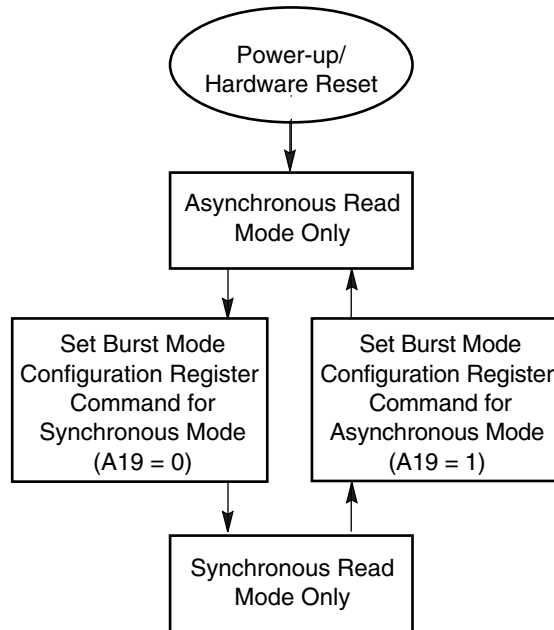 Power-up/
Hardware Reset
Asynchronous Read
Mode Only
Set Burst Mode
Configuration Register
Command for
Synchronous Mode
(A19 = 0)
Set Burst Mode
Configuration Register
Command for
Asynchronous Mode
(A19 = 1)
Synchronous Read
Mode Only